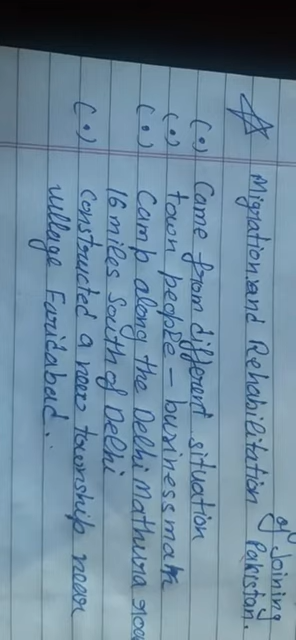 of Joining
☆ Migration and Rehabilitation Pakistan.
(•) Came from different situation
(•) town people - businessman
(•) Camp along the Delhi Mathura
16 miles South of Delhi
(•) constructed a new township near
village Faridabad..